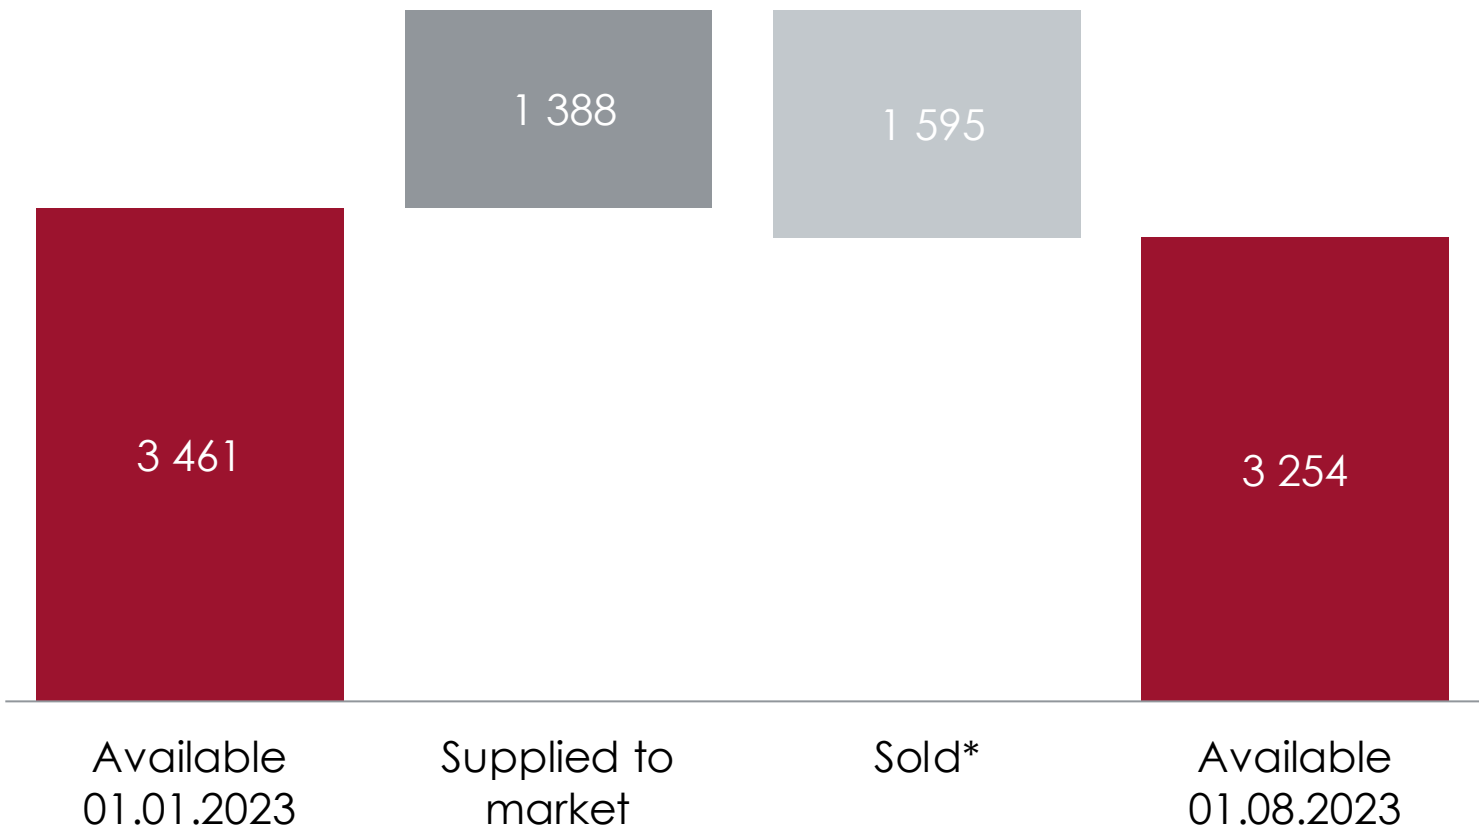 1 388
1 595
3 461
3 254
Available
01.01.2023
Supplied to
market
Sold*
Available
01.08.2023